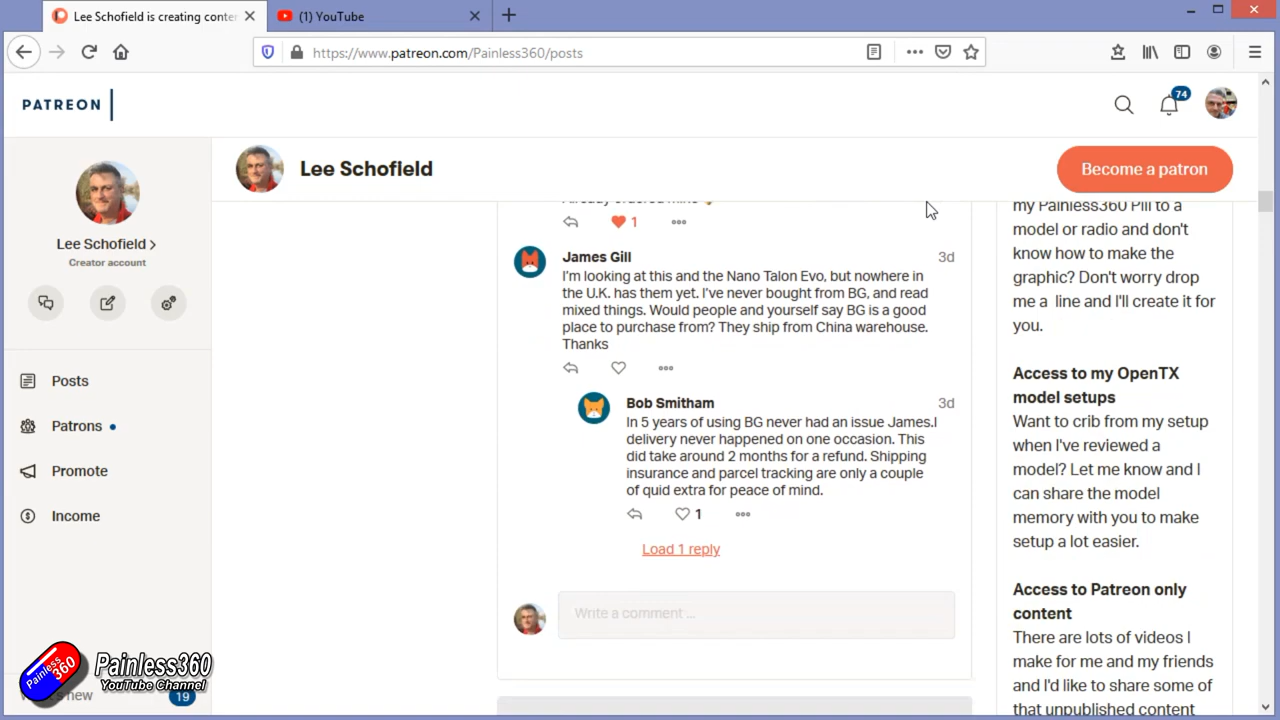 Lee Schofield is creating conte
(1) YouTube
https://www.patreon.com/Painless360/posts
PATREON
74
Lee Schofield
Creator account
Posts
Patrons
Promote
Income
19
Lee Schofield
Become a patron
1
James Gill
3d
I'm looking at this and the Nano Talon Evo, but nowhere in
the U.K. has them yet. I've never bought from BG, and read
mixed things. Would people and yourself say BG is a good
place to purchase from? They ship from China warehouse.
Thanks
Bob Smitham
3d
In 5 years of using BG never had an issue James.I
delivery never happened on one occasion. This
did take around 2 months for a refund. Shipping
insurance and parcel tracking are only a couple
of quid extra for peace of mind.
1
Load 1 reply
Write a comment ...
my Painless360 Pill to a
model or radio and don't
know how to make the
graphic? Don't worry drop
me a line and I'll create it for
you.
Access to my OpenTX
model setups
Want to crib from my setup
when I've reviewed a
model? Let me know and I
can share the model
memory with you to make
setup a lot easier.
Access to Patreon only
content
There are lots of videos I
make for me and my friends
and I'd like to share some of
that unpublished content
Painless
360
Painless360
YouTube Channel
new